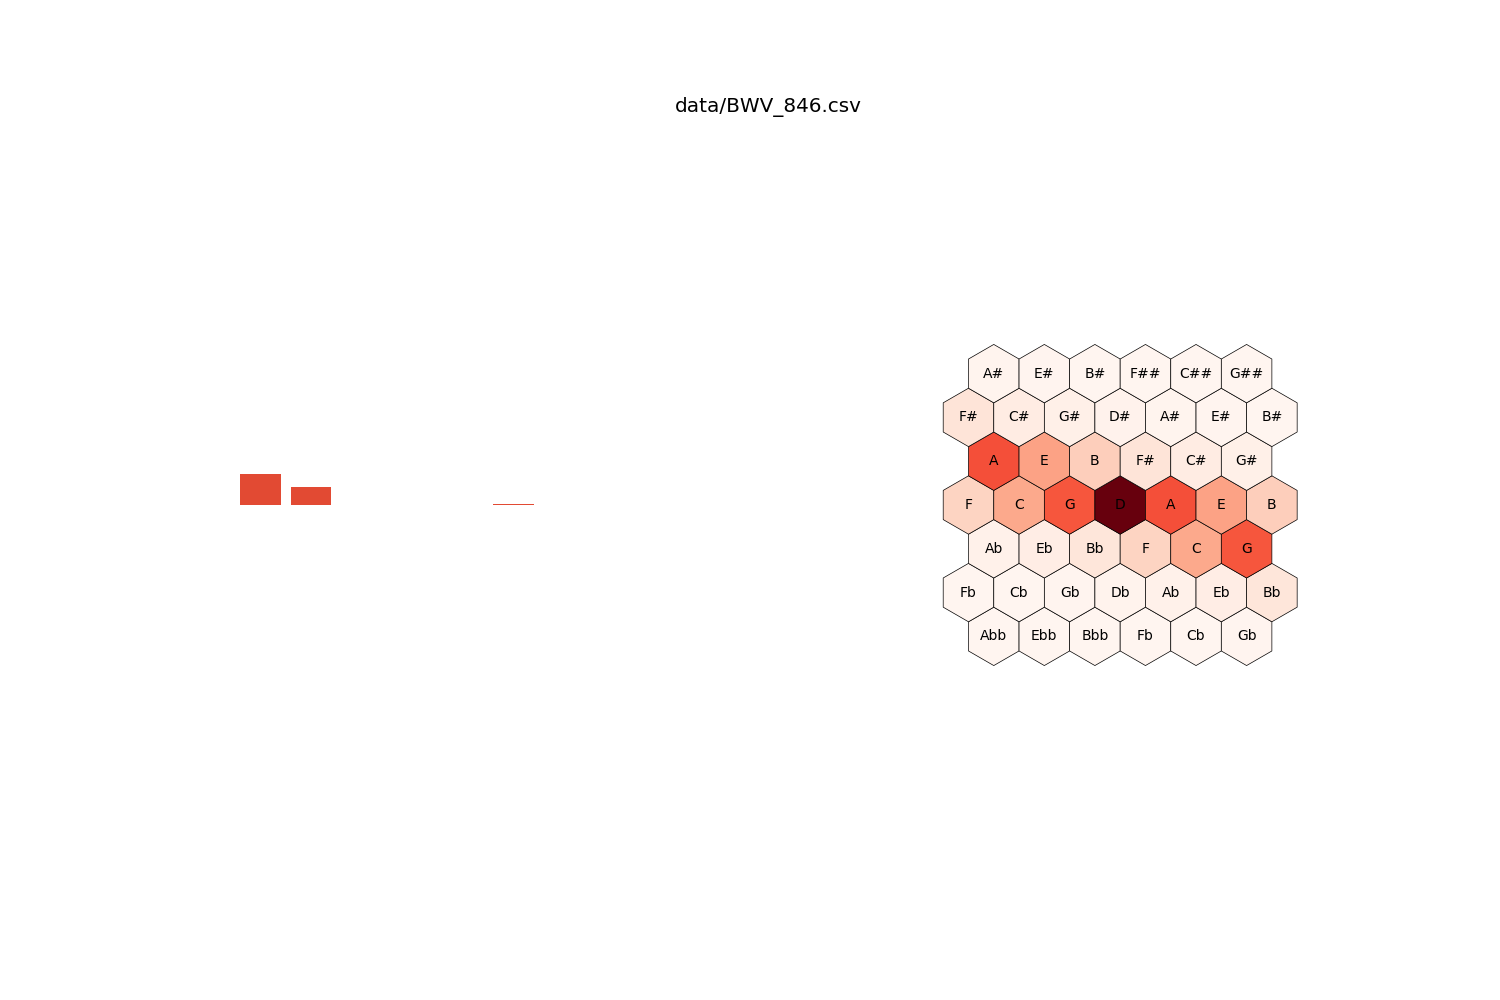 data/BWV_846.csv
A# E# B# F## C## G##
F# C# G# D# A# E# B#
A E B F# C# G#
F C G D A E B
Ab Eb Bb F C G
Fb Cb Gb Db Ab Eb Bb
Abb Ebb Bbb Fb Cb Gb